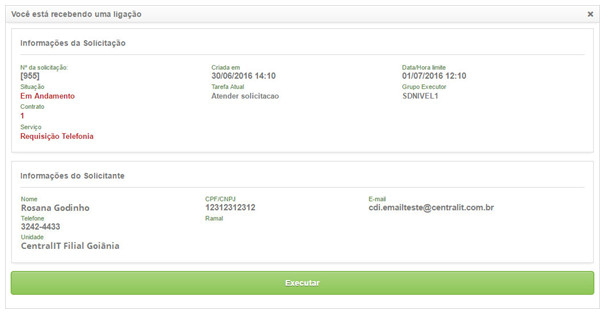 Você está recebendo uma ligação ×
Informações da Solicitação
Nº da solicitação: Criada em Data/Hora limite
[955] 30/06/2016 14:10 01/07/2016 12:10
Situação Tarefa Atual Grupo Executor
Em Andamento Atender solicitacao SDNIVEL1
Contrato
1
Serviço
Requisição Telefonia
Informações do Solicitante
Nome CPF/CNPJ E-mail
Rosana Godinho 12312312312 cdi.emailteste@centralit.com.br
Telefone Ramal
3242-4433
Unidade
CentralIT Filial Goiânia
Executar